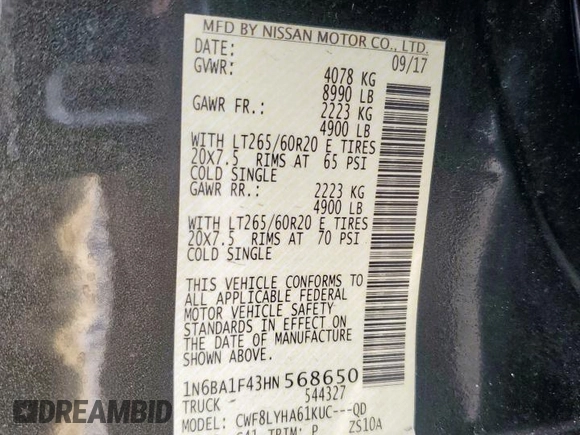 MFD BY NISSAN MOTOR CO., LTD.
DATE: 09/17
GVWR: 4078 KG
8990 LB
GAWR FR.: 2223 KG
4900 LB
WITH LT265/60R20 E TIRES
20X7.5 RIMS AT 65 PSI
COLD SINGLE
GAWR RR.: 2223 KG
4900 LB
WITH LT265/60R20 E TIRES
20X7.5 RIMS AT 70 PSI
COLD SINGLE
THIS VEHICLE CONFORMS TO
ALL APPLICABLE FEDERAL
MOTOR VEHICLE SAFETY
STANDARDS IN EFFECT ON
THE DATE OF MANUFACTURE
SHOWN ABOVE.
1N6BA1F43HN568650
TRUCK 544327
MODEL: CWF8LYHA61KUC---QD
G41 TRIM: P ZS10A
DREAMBID.COM